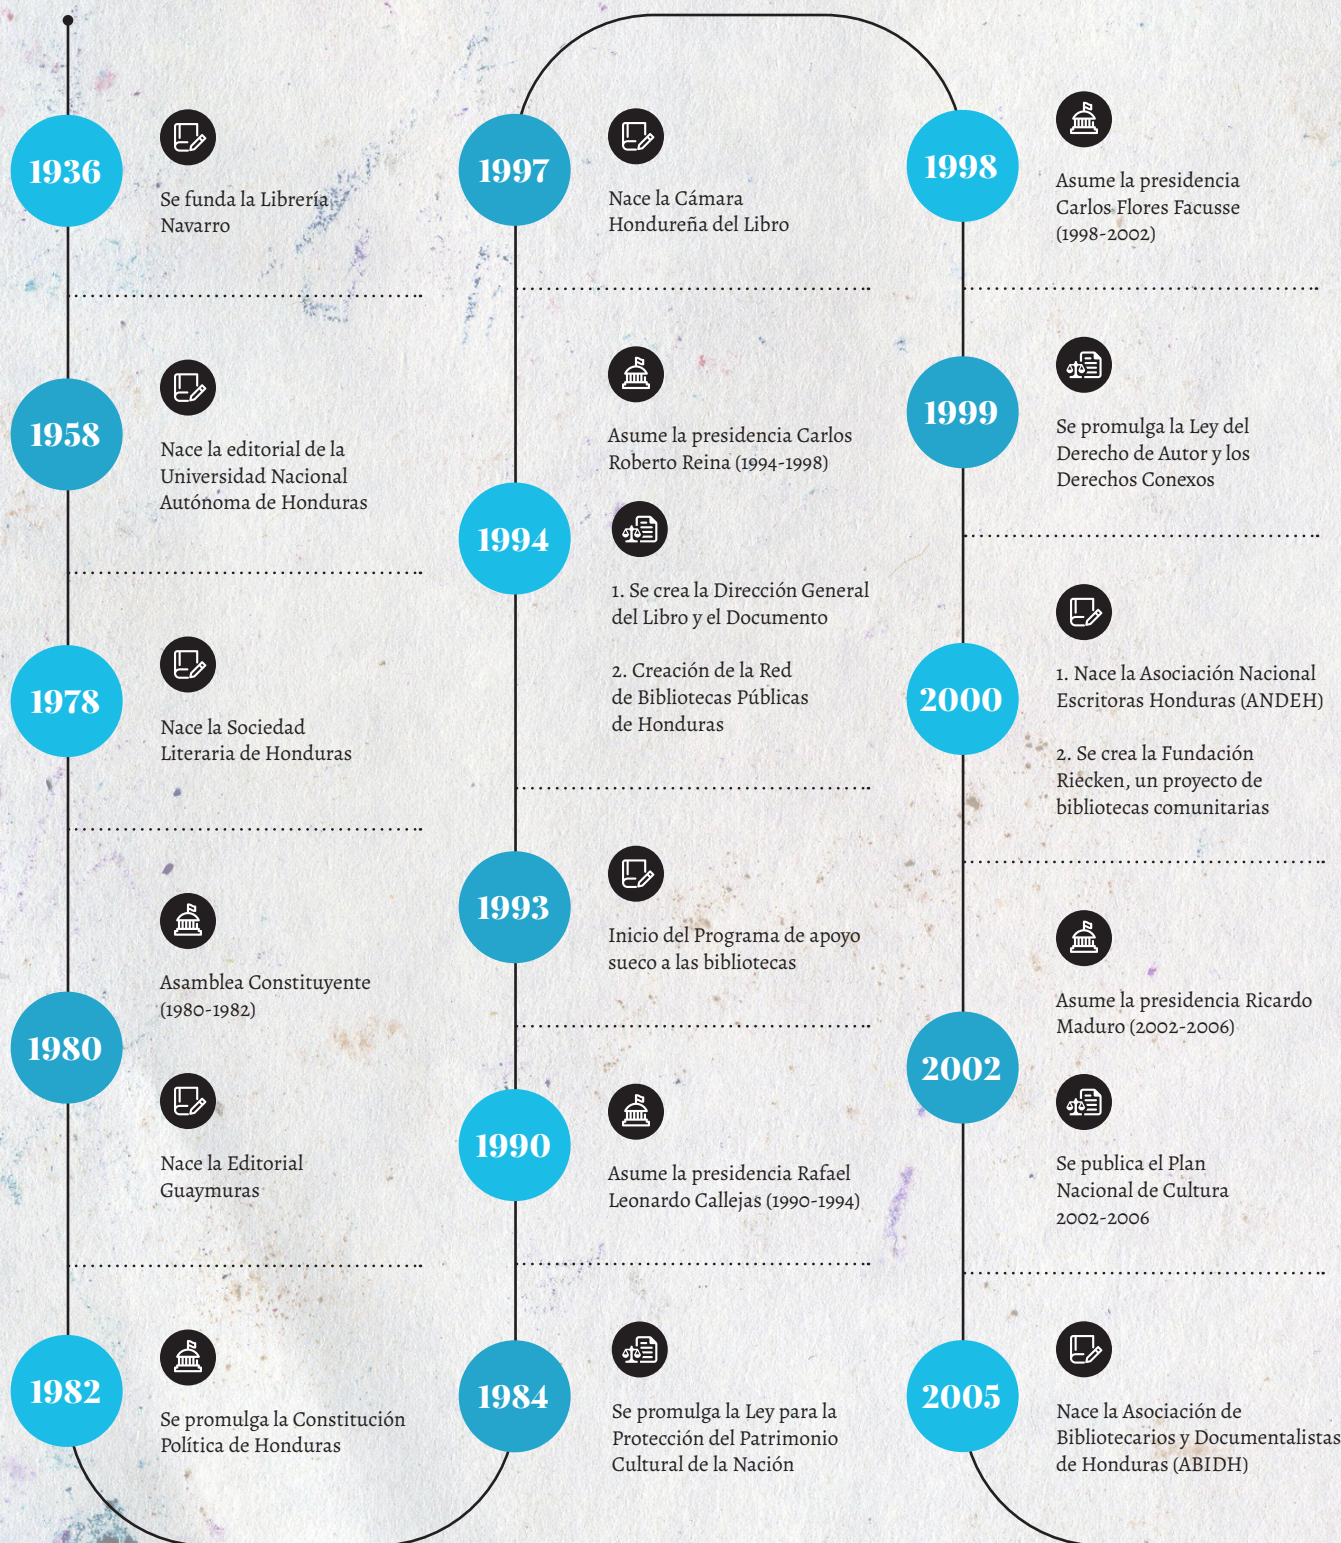 1936
Se funda la Librería
Navarro
1958
Nace la editorial de la
Universidad Nacional
Autónoma de Honduras
1978
Nace la Sociedad
Literaria de Honduras
1980
Asamblea Constituyente
(1980-1982)
Nace la Editorial
Guaymuras
1982
Se promulga la Constitución
Política de Honduras
1984
Se promulga la Ley para la
Protección del Patrimonio
Cultural de la Nación
1990
Asume la presidencia Rafael
Leonardo Callejas (1990-1994)
1993
Inicio del Programa de apoyo
sueco a las bibliotecas
1994
Asume la presidencia Carlos
Roberto Reina (1994-1998)
1. Se crea la Dirección General
del Libro y el Documento
2. Creación de la Red
de Bibliotecas Públicas
de Honduras
1997
Nace la Cámara
Hondureña del Libro
1998
Asume la presidencia
Carlos Flores Facusse
(1998-2002)
1999
Se promulga la Ley del
Derecho de Autor y los
Derechos Conexos
2000
1. Nace la Asociación Nacional
Escritoras Honduras (ANDEH)
2. Se crea la Fundación
Riecken, un proyecto de
bibliotecas comunitarias
2002
Asume la presidencia Ricardo
Maduro (2002-2006)
Se publica el Plan
Nacional de Cultura
2002-2006
2005
Nace la Asociación de
Bibliotecarios y Documentalistas
de Honduras (ABIDH)